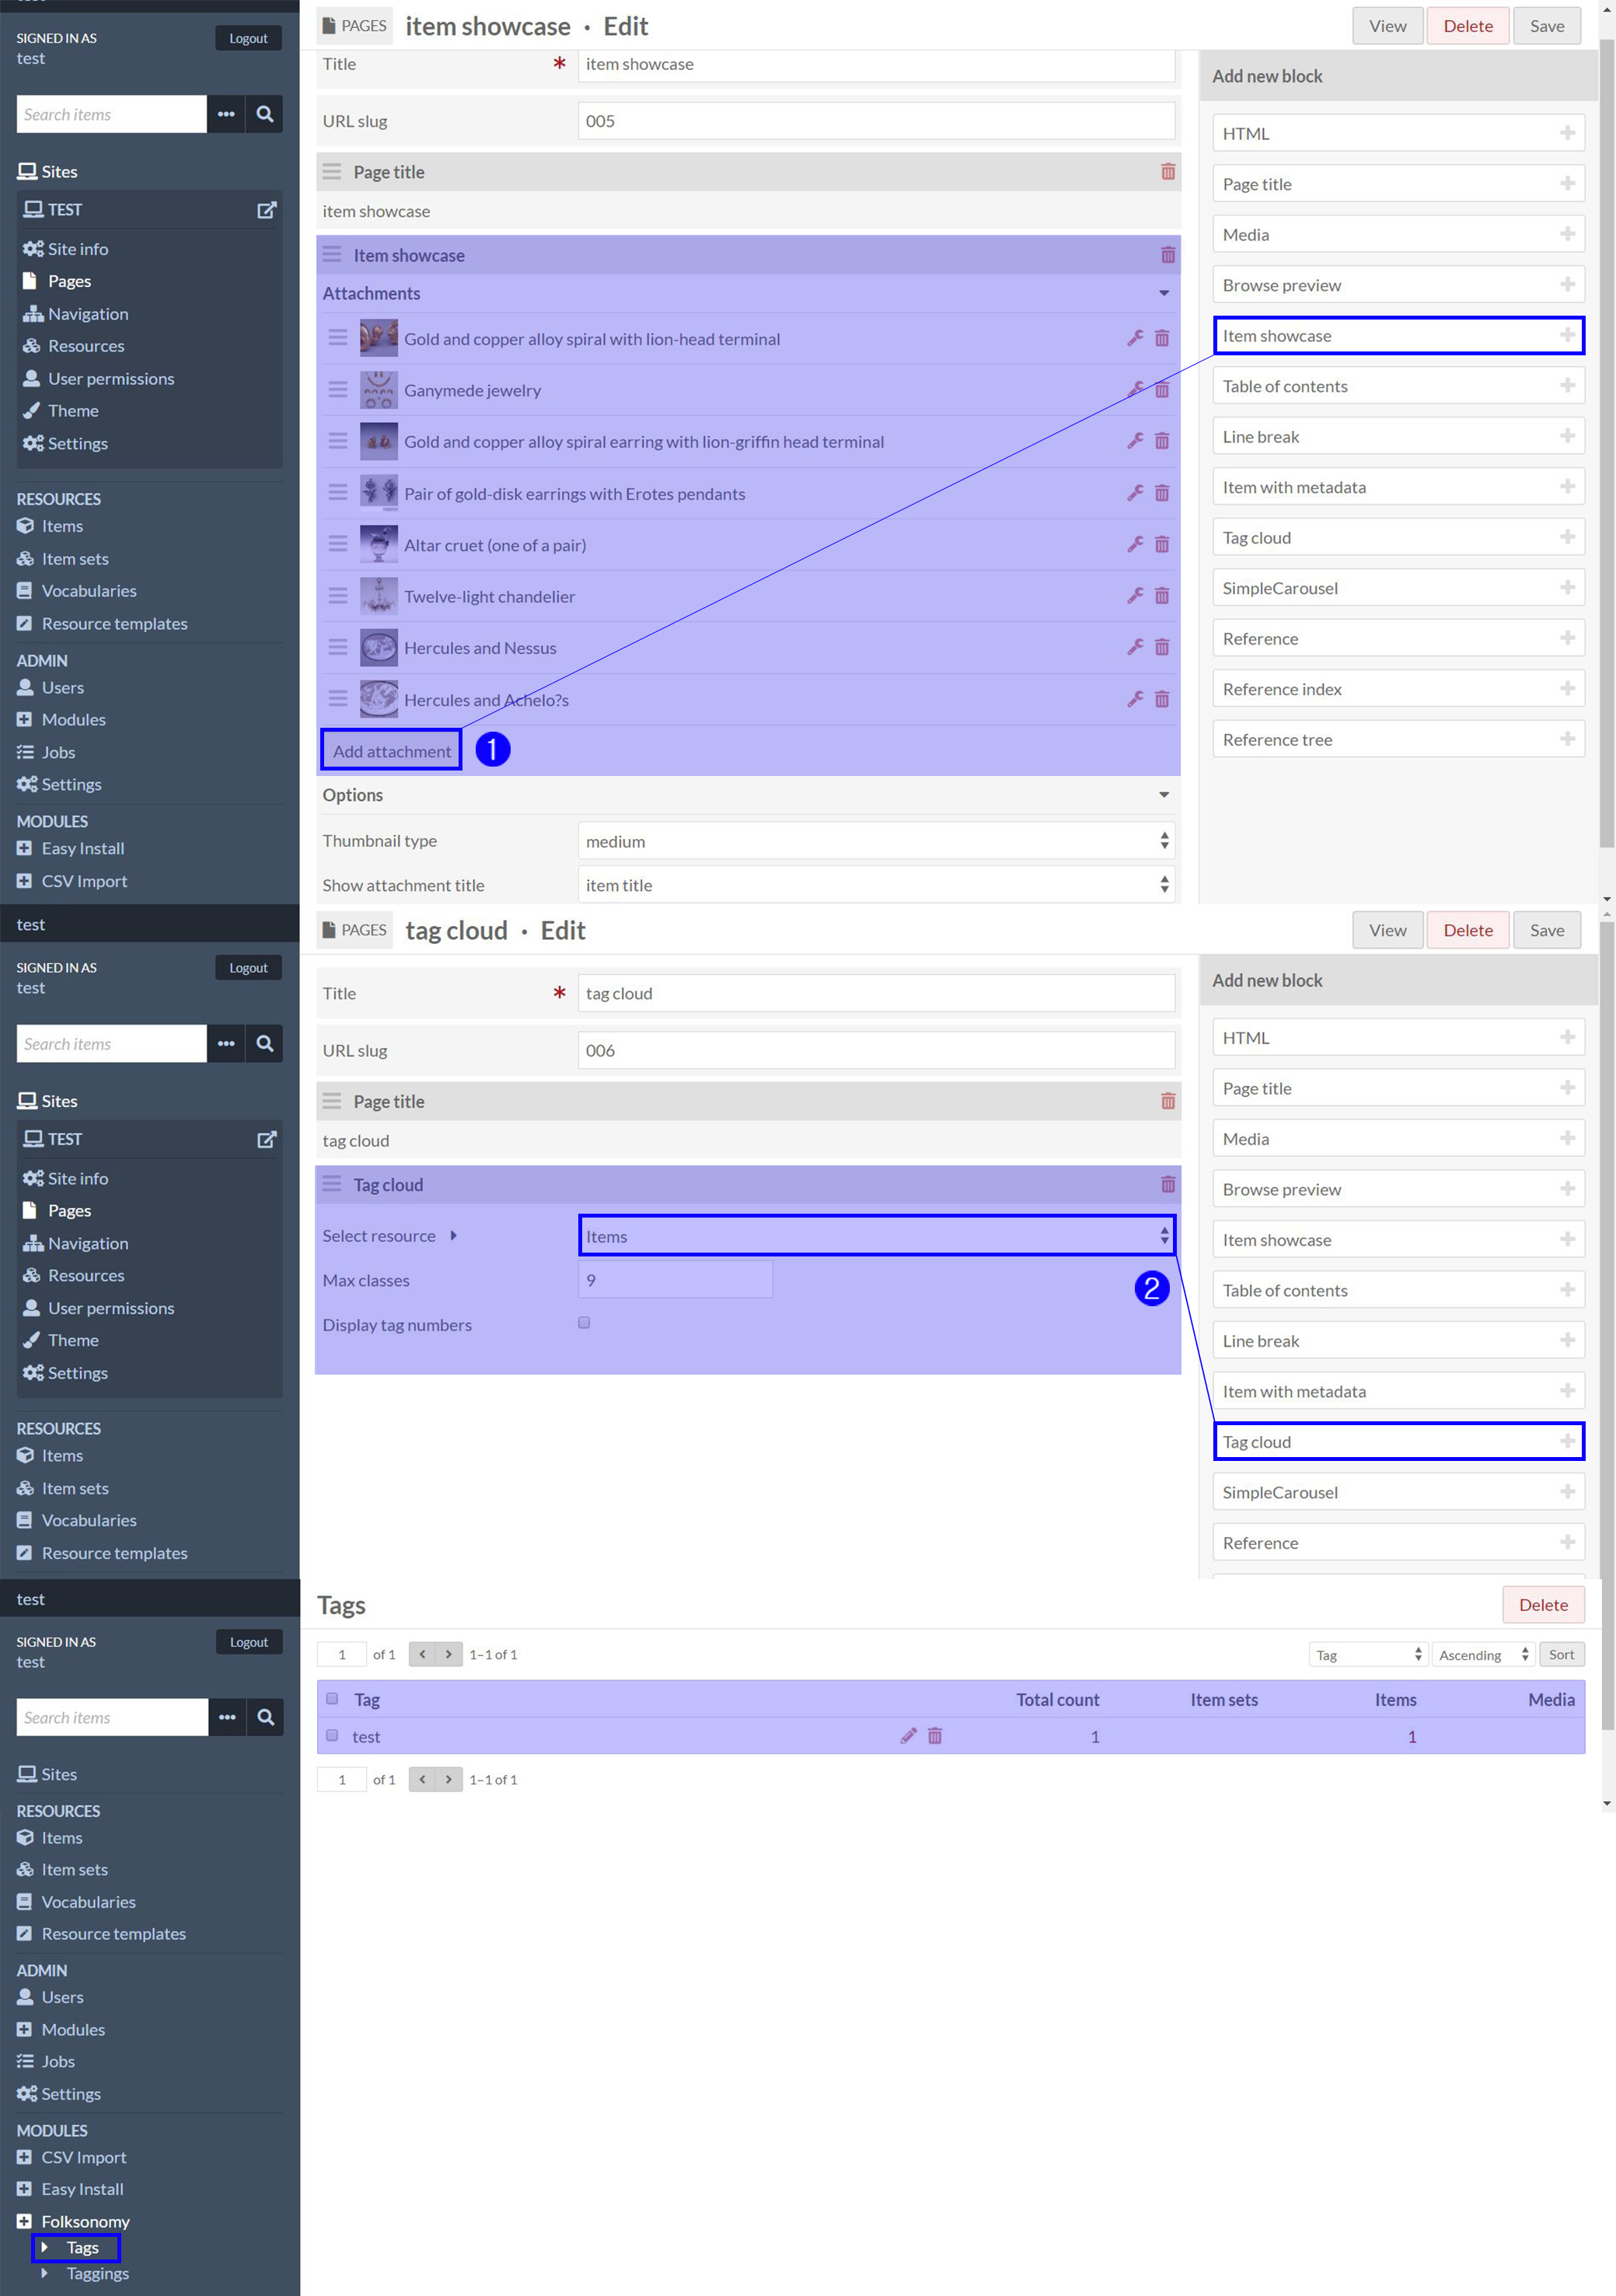 SIGNED IN AS
Logout
test
Search items
Sites
TEST
Site info
Pages
Navigation
Resources
User permissions
Theme
Settings
RESOURCES
Items
Item sets
Vocabularies
Resource templates
ADMIN
Users
Modules
Jobs
Settings
MODULES
Easy Install
CSV Import
PAGES item showcase · Edit
View Delete Save
Title * item showcase
URL slug 005
Page title
item showcase
Item showcase
Attachments
Gold and copper alloy spiral with lion-head terminal
Ganymede jewelry
Gold and copper alloy spiral earring with lion-griffin head terminal
Pair of gold-disk earrings with Erotes pendants
Altar cruet (one of a pair)
Twelve-light chandelier
Hercules and Nessus
Hercules and Achelo?s
Add attachment 1
Options
Thumbnail type medium
Show attachment title item title
Add new block
HTML
Page title
Media
Browse preview
Item showcase
Table of contents
Line break
Item with metadata
Tag cloud
SimpleCarousel
Reference
Reference index
Reference tree
test
SIGNED IN AS
Logout
test
Search items
Sites
TEST
Site info
Pages
Navigation
Resources
User permissions
Theme
Settings
RESOURCES
Items
Item sets
Vocabularies
Resource templates
PAGES tag cloud · Edit
View Delete Save
Title * tag cloud
URL slug 006
Page title
tag cloud
Tag cloud
Select resource Items
Max classes 9
2
Display tag numbers
Add new block
HTML
Page title
Media
Browse preview
Item showcase
Table of contents
Line break
Item with metadata
Tag cloud
SimpleCarousel
Reference
test
SIGNED IN AS
Logout
test
Search items
Sites
RESOURCES
Items
Item sets
Vocabularies
Resource templates
ADMIN
Users
Modules
Jobs
Settings
MODULES
CSV Import
Easy Install
Folksonomy
Tags
Taggings
Tags
Delete
1 of 1 1–1 of 1
Tag Ascending Sort
Tag Total count Item sets Items Media
test 1 1
1 of 1 1–1 of 1